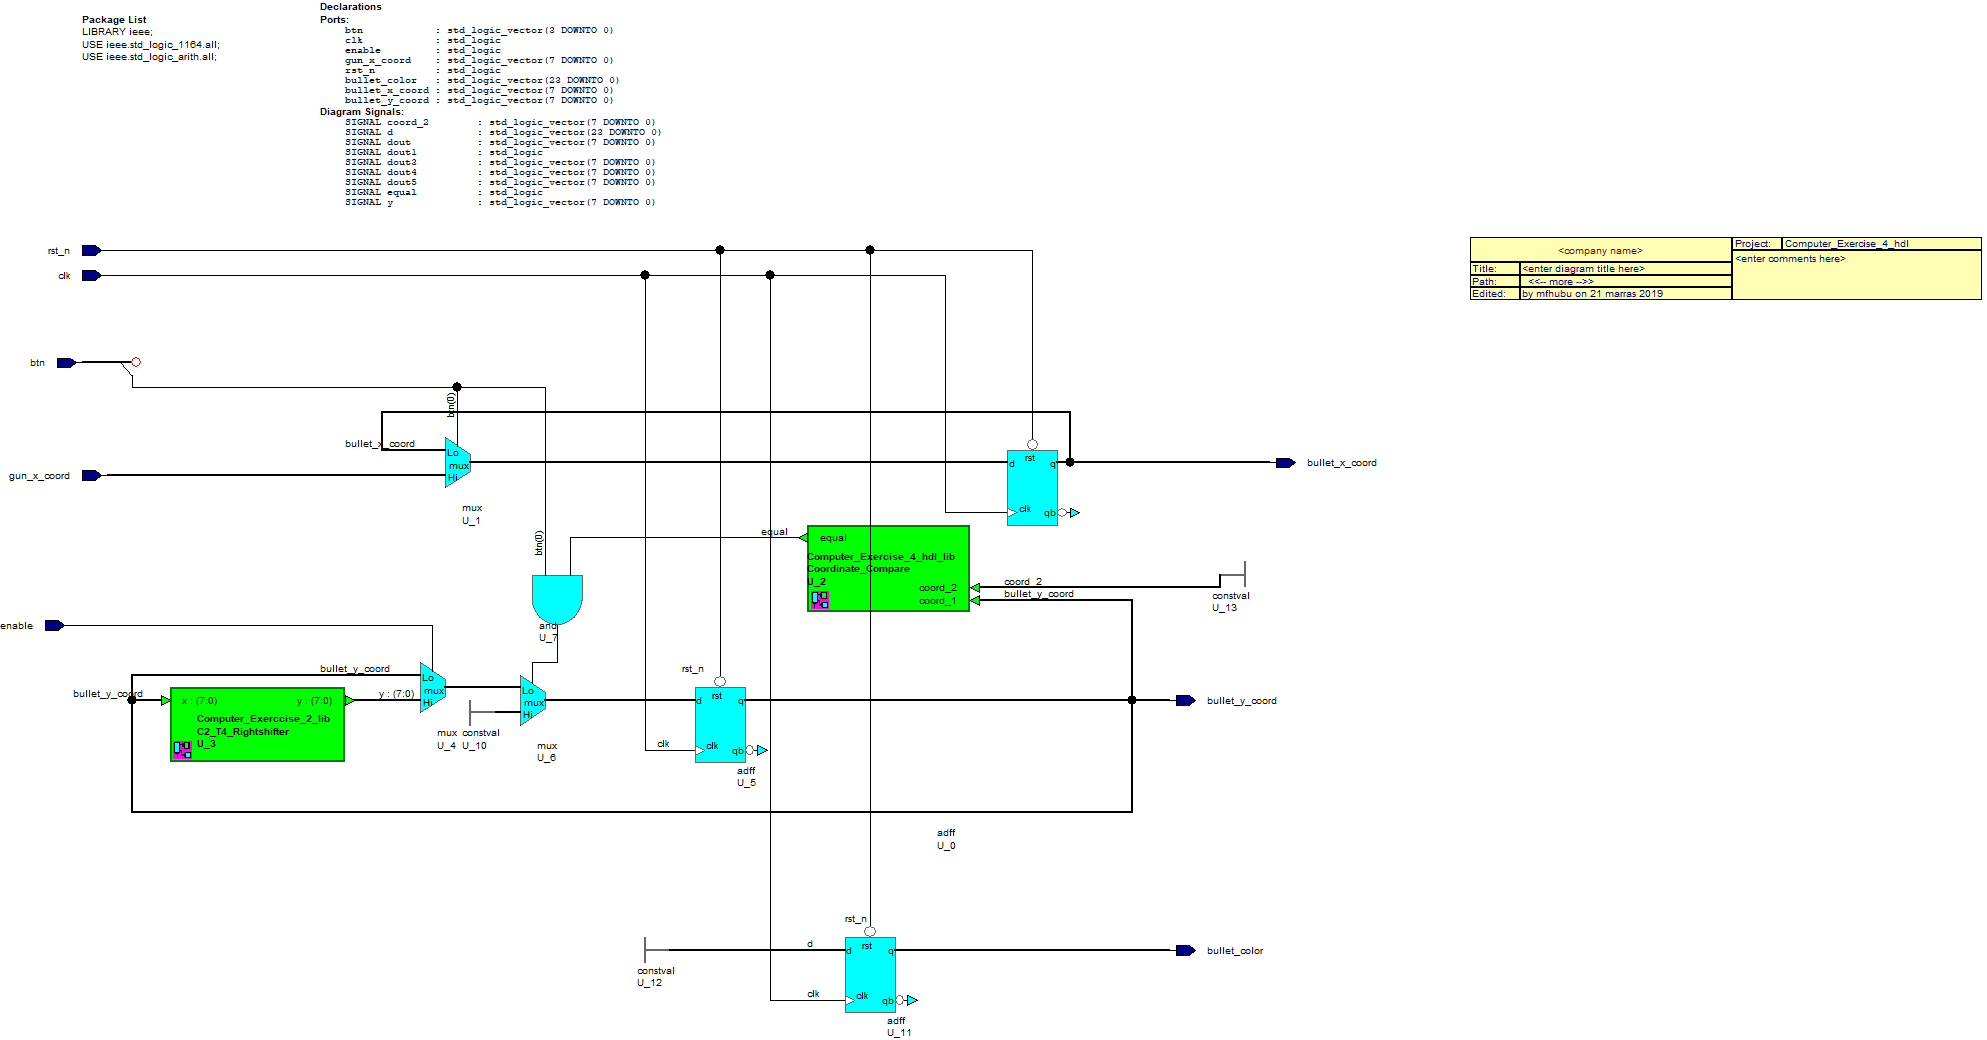 Package List
LIBRARY ieee;
USE ieee.std_logic_1164.all;
USE ieee.std_logic_arith.all;
Declarations
Ports:
btn : std_logic_vector(3 DOWNTO 0)
clk : std_logic
enable : std_logic
gun_x_coord : std_logic_vector(7 DOWNTO 0)
rst_n : std_logic
bullet_color : std_logic_vector(23 DOWNTO 0)
bullet_x_coord : std_logic_vector(7 DOWNTO 0)
bullet_y_coord : std_logic_vector(7 DOWNTO 0)
Diagram Signals:
SIGNAL coord_2 : std_logic_vector(7 DOWNTO 0)
SIGNAL d : std_logic_vector(23 DOWNTO 0)
SIGNAL dout : std_logic_vector(7 DOWNTO 0)
SIGNAL dout1 : std_logic
SIGNAL dout3 : std_logic_vector(7 DOWNTO 0)
SIGNAL dout4 : std_logic_vector(7 DOWNTO 0)
SIGNAL dout5 : std_logic_vector(7 DOWNTO 0)
SIGNAL equal : std_logic
SIGNAL y : std_logic_vector(7 DOWNTO 0)
<company name>
Project: Computer_Exercise_4_hdl
<enter comments here>
Title: <enter diagram title here>
Path: <<-- more -->>
Edited: by mfhubu on 21 marras 2019
rst_n
clk
btn
btn(0)
bullet_x_coord
gun_x_coord
Lo
mux
Hi
mux
U_1
rst
d
q
clk
qb
bullet_x_coord
btn(0)
equal
equal
Computer_Exercise_4_hdl_lib
Coordinate_Compare
U_2
coord_2
coord_1
coord_2
bullet_y_coord
constval
U_13
and
U_7
enable
bullet_y_coord
bullet_y_coord
x : (7:0)
y : (7:0)
Computer_Exerccise_2_lib
C2_T4_Rightshifter
U_3
y : (7:0)
Lo
mux
Hi
mux
U_4
constval
U_10
Lo
mux
Hi
mux
U_6
rst_n
rst
d
q
clk
clk
qb
adff
U_5
bullet_y_coord
adff
U_0
rst_n
rst
d
d
q
constval
U_12
clk
clk
qb
adff
U_11
bullet_color